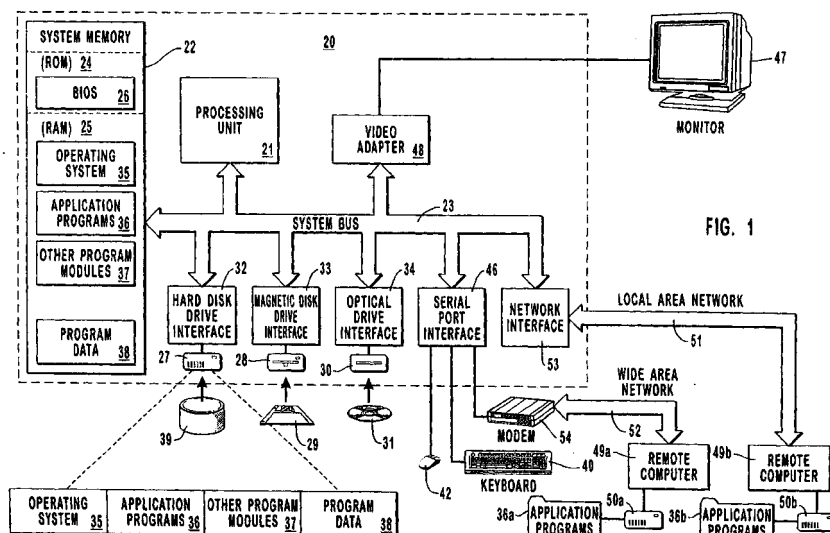 SYSTEM MEMORY
22
20
(ROM) 24
BIOS
26
(RAM) 25
OPERATING
SYSTEM 35
APPLICATION
PROGRAMS 36
OTHER PROGRAM
MODULES 37
PROGRAM
DATA 38
PROCESSING
UNIT
21
VIDEO
ADAPTER
48
47
MONITOR
23
SYSTEM BUS
FIG. 1
32
HARD DISK
DRIVE
INTERFACE
33
MAGNETIC DISK
DRIVE
INTERFACE
34
OPTICAL
DRIVE
INTERFACE
46
SERIAL
PORT
INTERFACE
NETWORK
INTERFACE
53
LOCAL AREA NETWORK
51
27
28
30
39
29
31
WIDE AREA
NETWORK
52
MODEM
54
42
KEYBOARD
40
49a
REMOTE
COMPUTER
49b
REMOTE
COMPUTER
50a
50b
36a
APPLICATION
PROGRAMS
36b
APPLICATION
PROGRAMS
OPERATING
SYSTEM 35
APPLICATION
PROGRAMS 36
OTHER PROGRAM
MODULES 37
PROGRAM
DATA 38